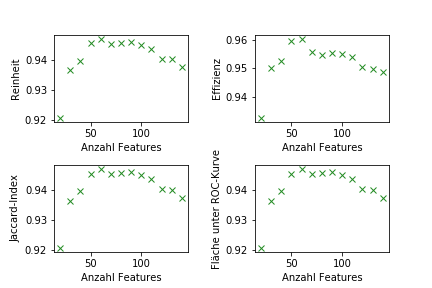 0.94
0.93
0.92
Reinheit
50 100
Anzahl Features
0.96
0.95
0.94
Effizienz
50 100
Anzahl Features
0.94
0.93
0.92
Jaccard-Index
50 100
Anzahl Features
0.94
0.93
0.92
Fläche unter ROC-Kurve
50 100
Anzahl Features